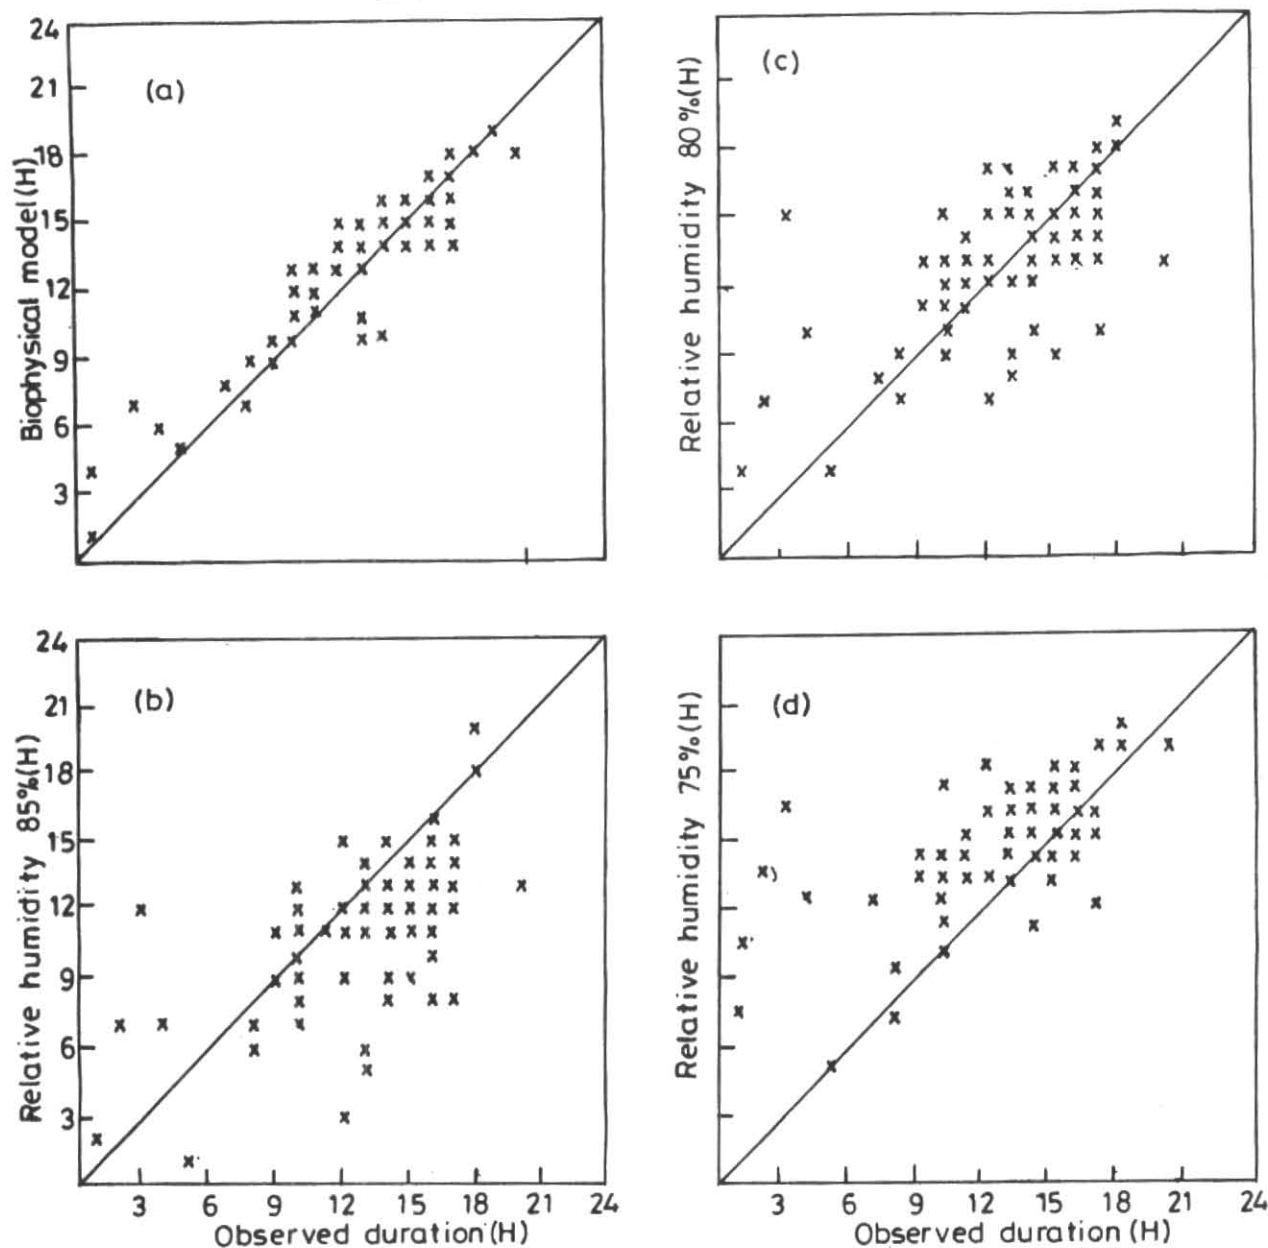 (a)
Biophysical model(H)
24
21
18
15
12
9
6
3
(c)
Relative humidity 80%(H)
(b)
Relative humidity 85%(H)
24
21
18
15
12
9
6
3
3 6 9 12 15 18 21 24
Observed duration(H)
(d)
Relative humidity 75%(H)
3 6 9 12 15 18 21 24
Observed duration(H)